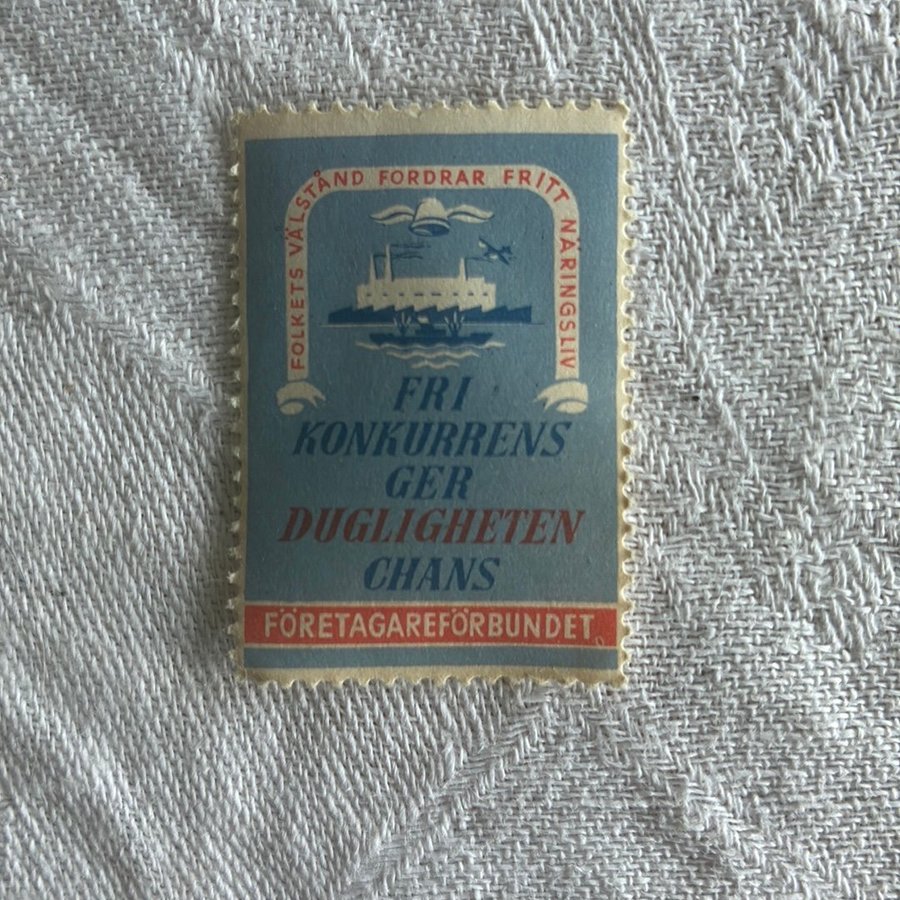 FOLKETS VÄLSTÅND FORDRAR FRITT NÄRINGSLIV
FRI
KONKURRENS
GER
DUGLIGHETEN
CHANS
FÖRETAGAREFÖRBUNDET